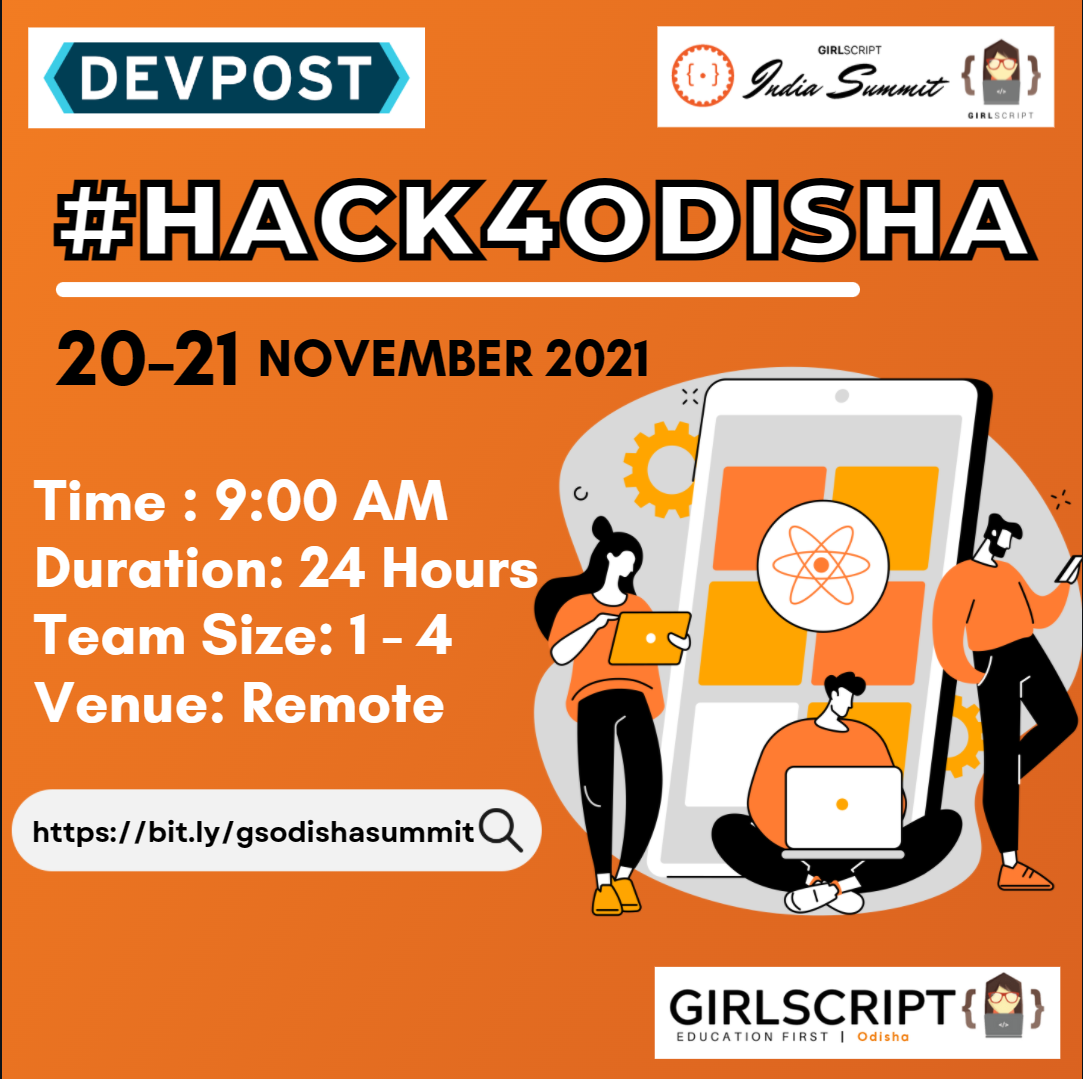 DEVPOST
GIRLSCRIPT
India Summit
GIRLSCRIPT
#HACK4ODISHA
20-21 NOVEMBER 2021
Time : 9:00 AM
Duration: 24 Hours
Team Size: 1 - 4
Venue: Remote
https://bit.ly/gsodishasummit
GIRLSCRIPT
EDUCATION FIRST | Odisha